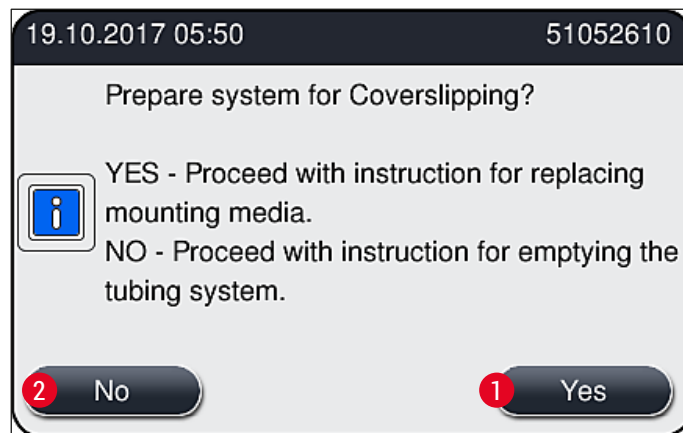 19.10.2017 05:50 51052610
Prepare system for Coverslipping?
YES - Proceed with instruction for replacing
mounting media.
NO - Proceed with instruction for emptying the
tubing system.
2 No 1 Yes